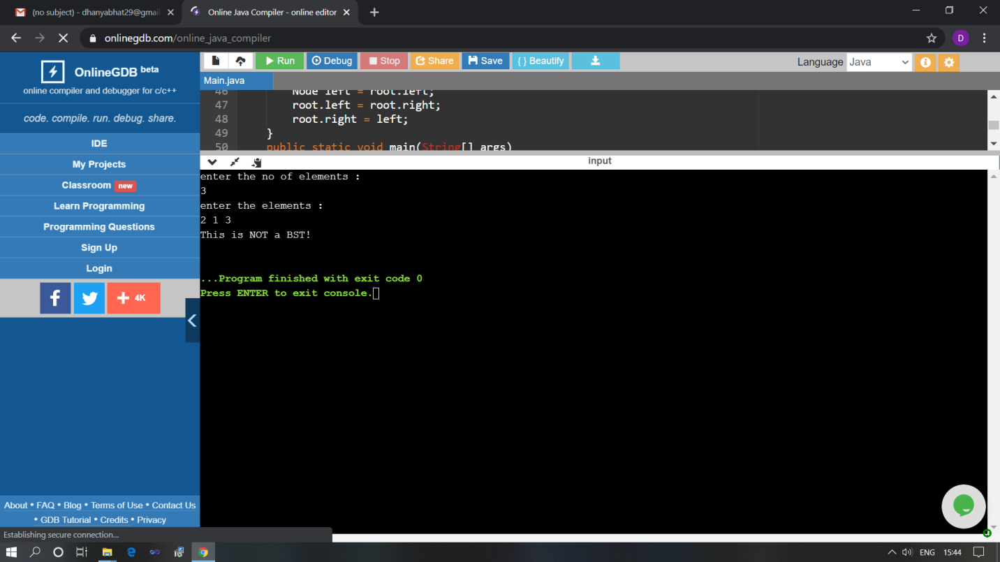 (no subject) - dhanyabhat29@gmail
Online Java Compiler - online editor
onlinegdb.com/online_java_compiler
D
OnlineGDB beta
online compiler and debugger for c/c++
code. compile. run. debug. share.
IDE
My Projects
Classroom new
Learn Programming
Programming Questions
Sign Up
Login
4K
About • FAQ • Blog • Terms of Use • Contact Us
• GDB Tutorial • Credits • Privacy
Establishing secure connection...
Run Debug Stop Share Save { } Beautify
Language Java
Main.java
46 Node left = root.left;
47 root.left = root.right;
48 root.right = left;
49 }
50 public static void main(String[] args)
input
enter the no of elements :
3
enter the elements :
2 1 3
This is NOT a BST!
...Program finished with exit code 0
Press ENTER to exit console.
ENG 15:44